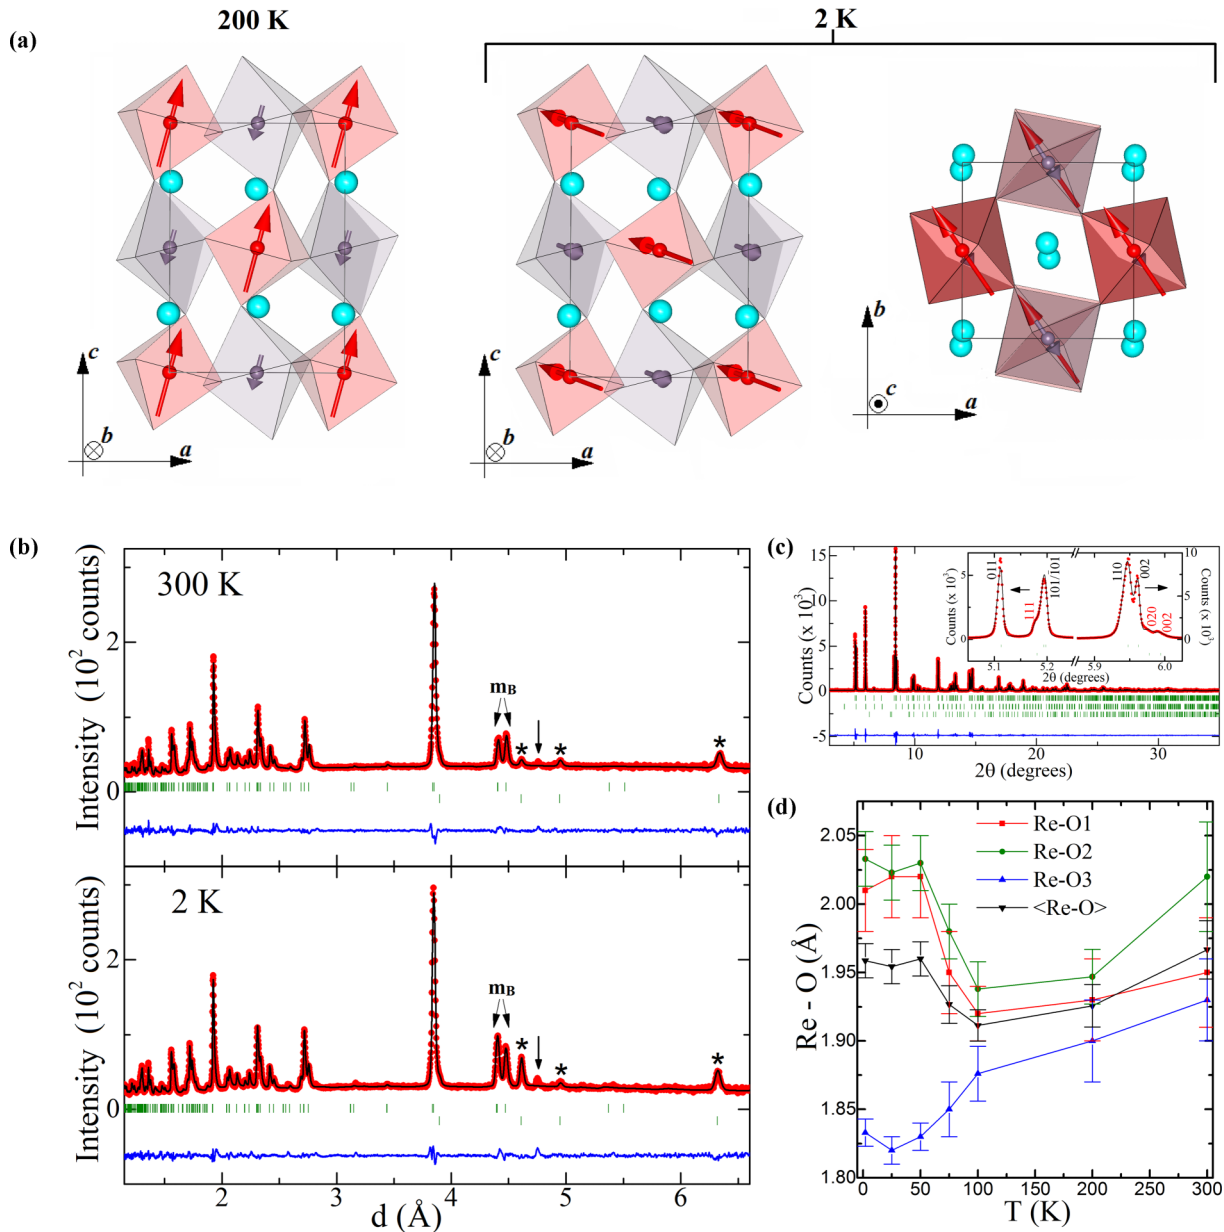 (a)
200 K
2 K
c
b
a
c
b
a
b
c
a
(b)
300 K
m_B
*
*
*
2
0
Intensity (10² counts)
2 K
m_B
*
*
*
2
0
Intensity (10² counts)
2 3 4 5 6
d (Å)
(c)
15
10
5
0
-5
Counts (x 10³)
10 20 30
2θ (degrees)
5
0
Counts (x 10³)
011
111
101/101
110
002
020
002
10
5
0
Counts (x 10³)
5.1 5.2 5.9 6.0
2θ (degrees)
(d)
Re-O1
Re-O2
Re-O3
<Re-O>
2.05
2.00
1.95
1.90
1.85
1.80
Re - O (Å)
0 50 100 150 200 250 300
T (K)